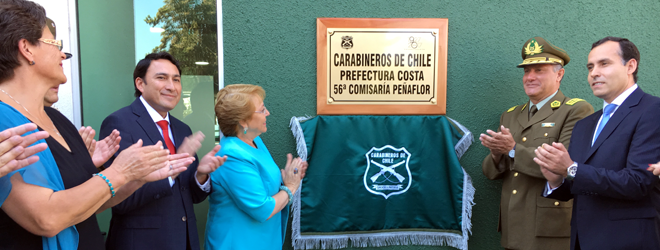 CARABINEROS DE CHILE
PREFECTURA COSTA
56ª COMISARÍA PEÑAFLOR
CARABINEROS
DE CHILE